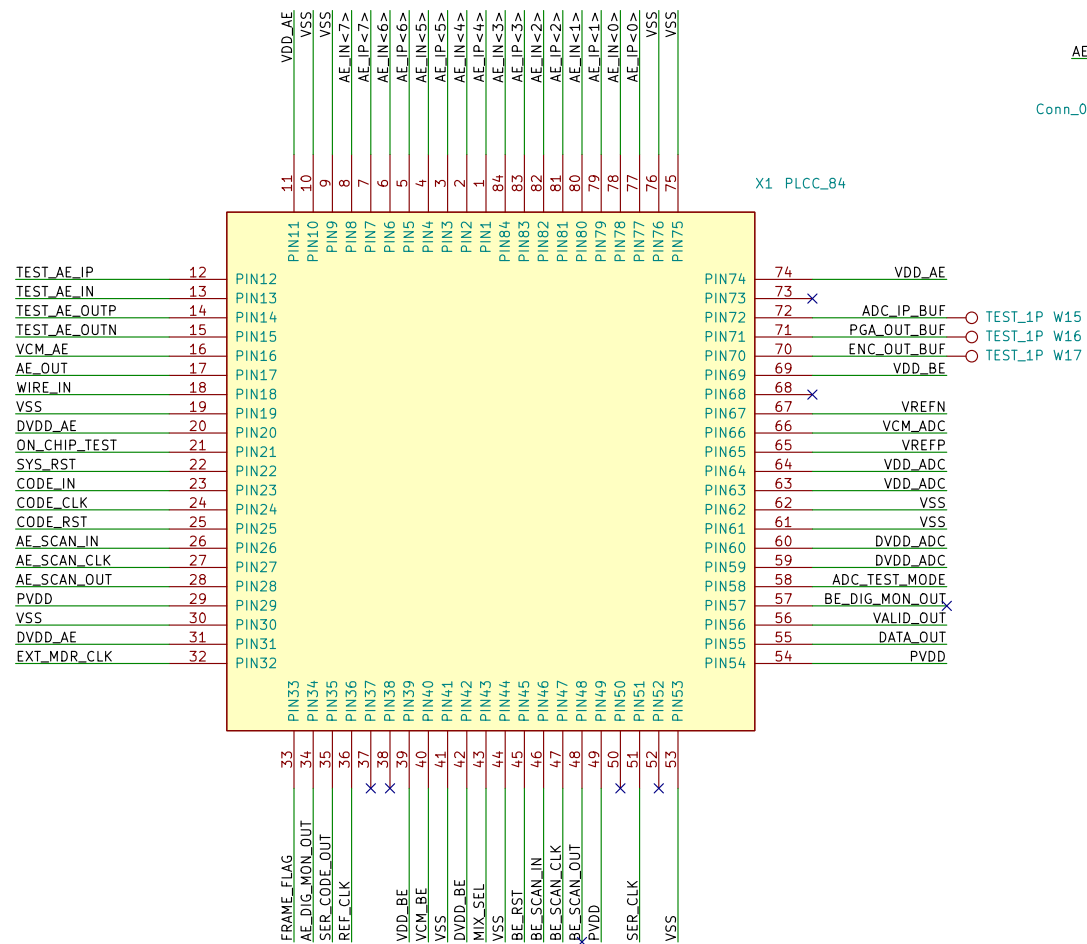 VDD_AE
VSS
VSS
AE_IN<7>
AE_IP<7>
AE_IN<6>
AE_IP<6>
AE_IN<5>
AE_IP<5>
AE_IN<4>
AE_IP<4>
AE_IN<3>
AE_IP<3>
AE_IN<2>
AE_IP<2>
AE_IN<1>
AE_IP<1>
AE_IN<0>
AE_IP<0>
VSS
VSS
AE
Conn_0
11 10 9 8 7 6 5 4 3 2 1 84 83 82 81 80 79 78 77 76 75
X1 PLCC_84
PIN11 PIN10 PIN9 PIN8 PIN7 PIN6 PIN5 PIN4 PIN3 PIN2 PIN1 PIN84 PIN83 PIN82 PIN81 PIN80 PIN79 PIN78 PIN77 PIN76 PIN75
TEST_AE_IP 12 PIN12
TEST_AE_IN 13 PIN13
TEST_AE_OUTP 14 PIN14
TEST_AE_OUTN 15 PIN15
VCM_AE 16 PIN16
AE_OUT 17 PIN17
WIRE_IN 18 PIN18
VSS 19 PIN19
DVDD_AE 20 PIN20
ON_CHIP_TEST 21 PIN21
SYS_RST 22 PIN22
CODE_IN 23 PIN23
CODE_CLK 24 PIN24
CODE_RST 25 PIN25
AE_SCAN_IN 26 PIN26
AE_SCAN_CLK 27 PIN27
AE_SCAN_OUT 28 PIN28
PVDD 29 PIN29
VSS 30 PIN30
DVDD_AE 31 PIN31
EXT_MDR_CLK 32 PIN32
PIN74 74 VDD_AE
PIN73 73
PIN72 72 ADC_IP_BUF TEST_1P W15
PIN71 71 PGA_OUT_BUF TEST_1P W16
PIN70 70 ENC_OUT_BUF TEST_1P W17
PIN69 69 VDD_BE
PIN68 68
PIN67 67 VREFN
PIN66 66 VCM_ADC
PIN65 65 VREFP
PIN64 64 VDD_ADC
PIN63 63 VDD_ADC
PIN62 62 VSS
PIN61 61 VSS
PIN60 60 DVDD_ADC
PIN59 59 DVDD_ADC
PIN58 58 ADC_TEST_MODE
PIN57 57 BE_DIG_MON_OUT
PIN56 56 VALID_OUT
PIN55 55 DATA_OUT
PIN54 54 PVDD
PIN33 PIN34 PIN35 PIN36 PIN37 PIN38 PIN39 PIN40 PIN41 PIN42 PIN43 PIN44 PIN45 PIN46 PIN47 PIN48 PIN49 PIN50 PIN51 PIN52 PIN53
33 34 35 36 37 38 39 40 41 42 43 44 45 46 47 48 49 50 51 52 53
FRAME_FLAG
AE_DIG_MON_OUT
SER_CODE_OUT
REF_CLK
VDD_BE
VCM_BE
VSS
DVDD_BE
MIX_SEL
VSS
BE_RST
BE_SCAN_IN
BE_SCAN_CLK
BE_SCAN_OUT
PVDD
SER_CLK
VSS